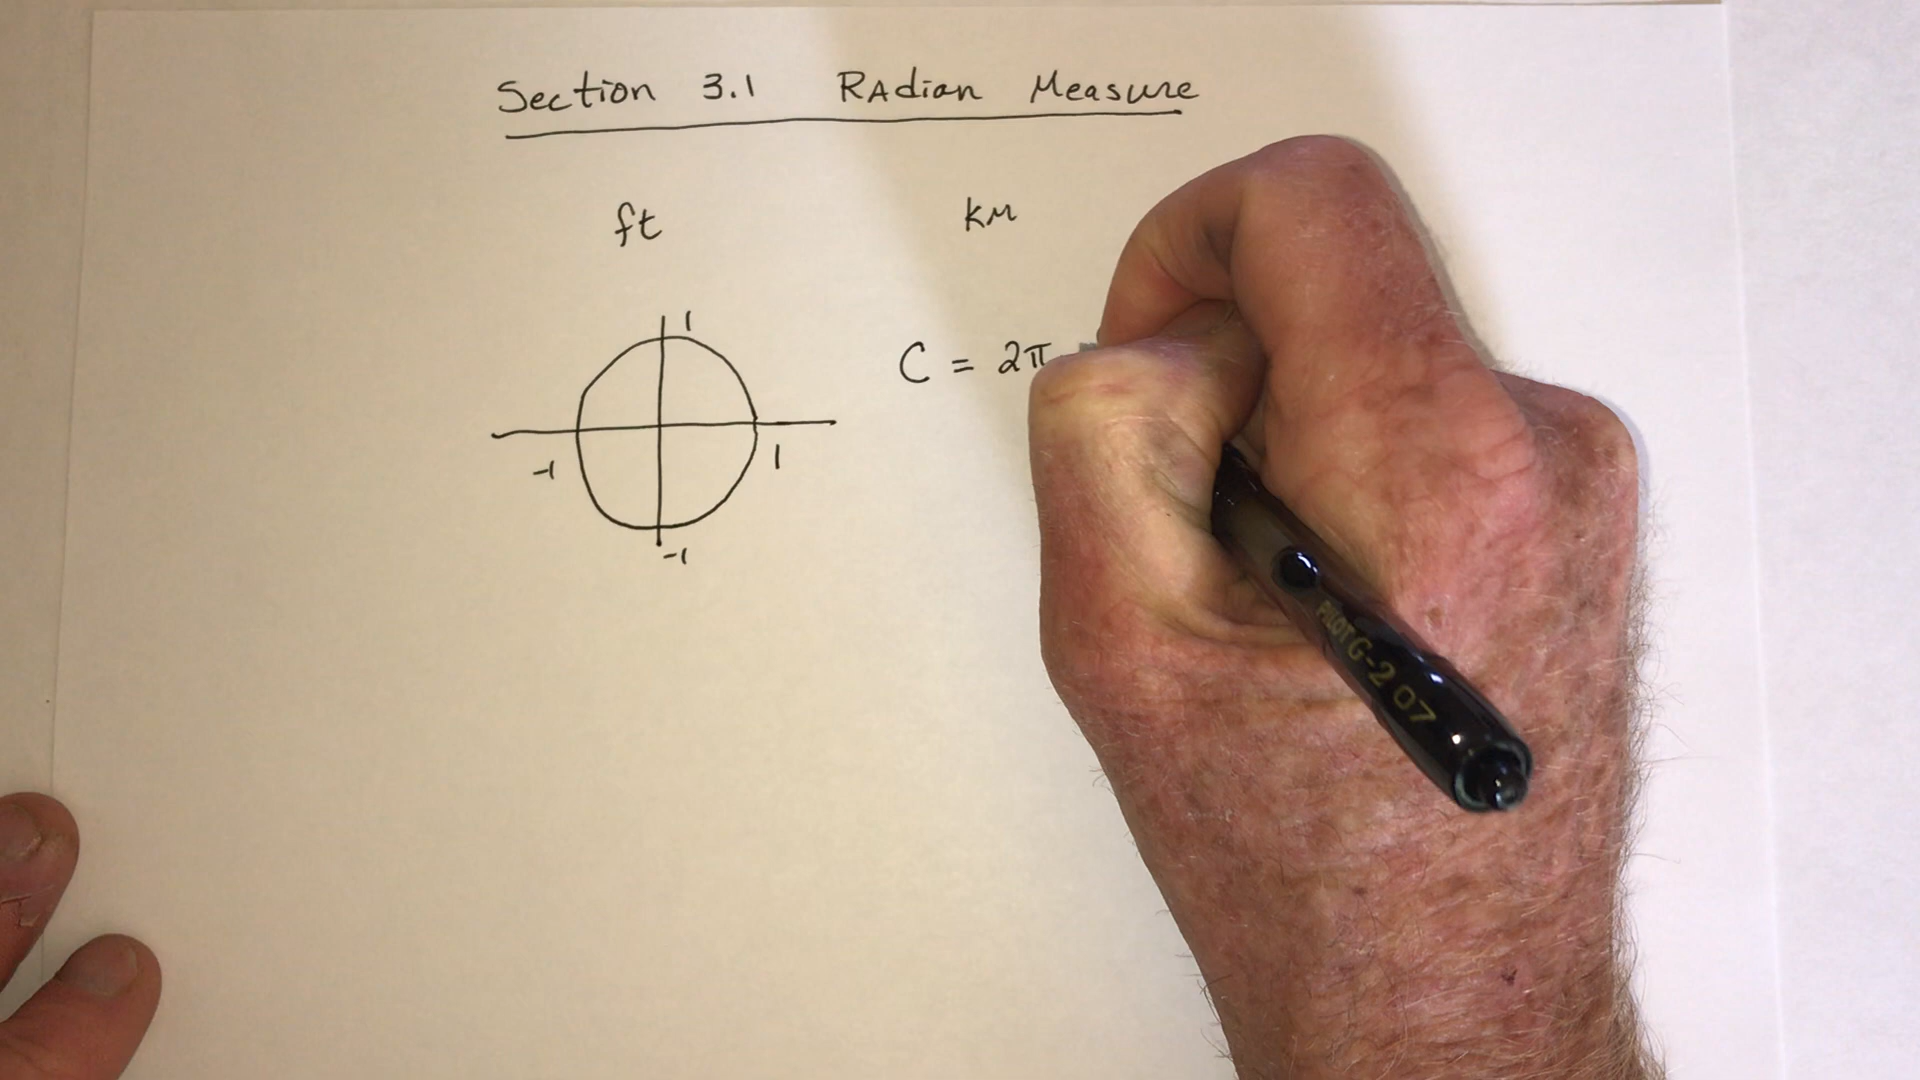 Section 3.1 Radian Measure
ft km
1
C = 2π
-1 1
-1
PILOT G-2 07